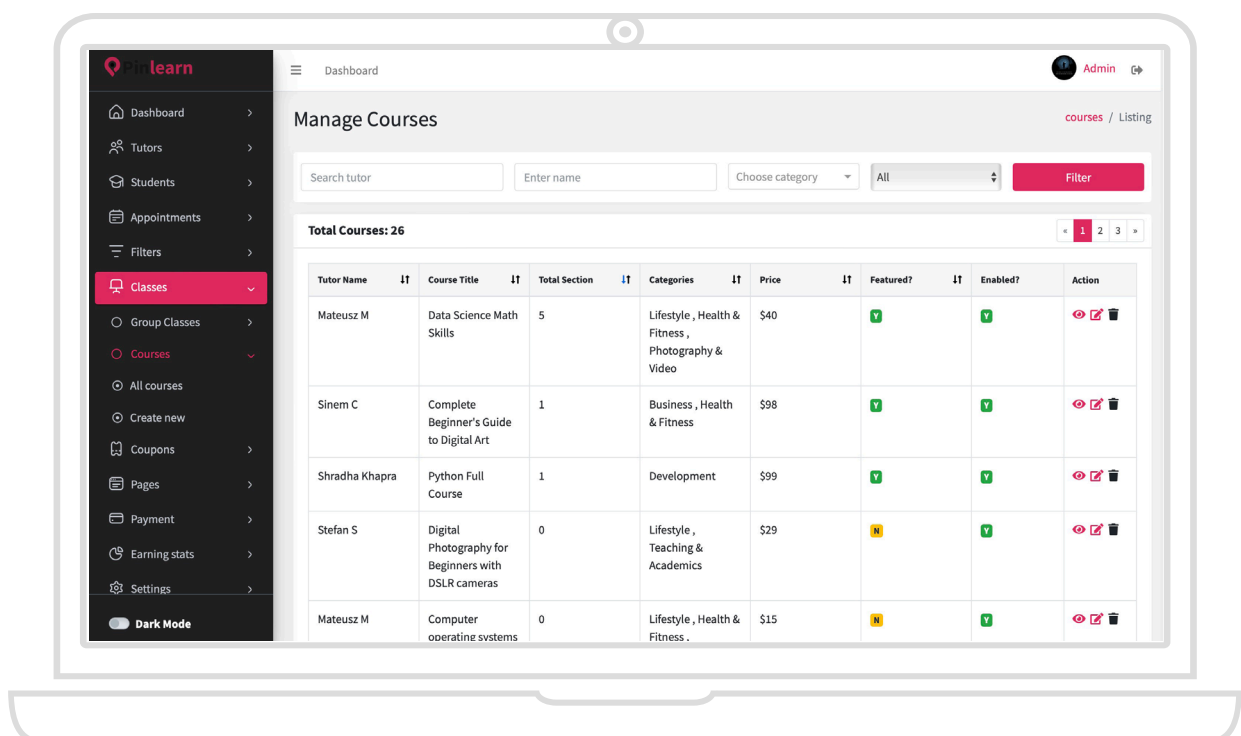 Pinlearn
Dashboard
Admin
Dashboard
Tutors
Students
Appointments
Filters
Classes
Group Classes
Courses
All courses
Create new
Coupons
Pages
Payment
Earning stats
Settings
Dark Mode
Manage Courses
courses / Listing
Search tutor
Enter name
Choose category
All
Filter
Total Courses: 26
« 1 2 3 »
Tutor Name Course Title Total Section Categories Price Featured? Enabled? Action
Mateusz M Data Science Math 5 Lifestyle , Health & $40 Y Y
Skills Fitness ,
Photography &
Video
Sinem C Complete 1 Business , Health $98 Y Y
Beginner's Guide & Fitness
to Digital Art
Shradha Khapra Python Full 1 Development $99 Y Y
Course
Stefan S Digital 0 Lifestyle , $29 N Y
Photography for Teaching &
Beginners with Academics
DSLR cameras
Mateusz M Computer 0 Lifestyle , Health & $15 N Y
operating systems Fitness ,